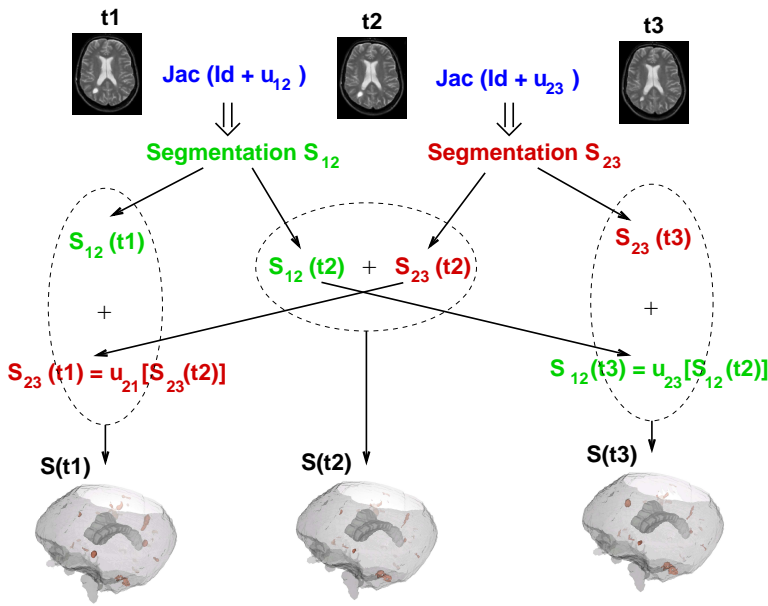 t1 t2 t3
Jac (Id + u12 ) Jac (Id + u23 )
Segmentation S12 Segmentation S23
S12 (t1) S12 (t2) + S23 (t2) S23 (t3)
+ +
S23 (t1) = u21 [S23(t2)] S12(t3) = u23[S12(t2)]
S(t1) S(t2) S(t3)